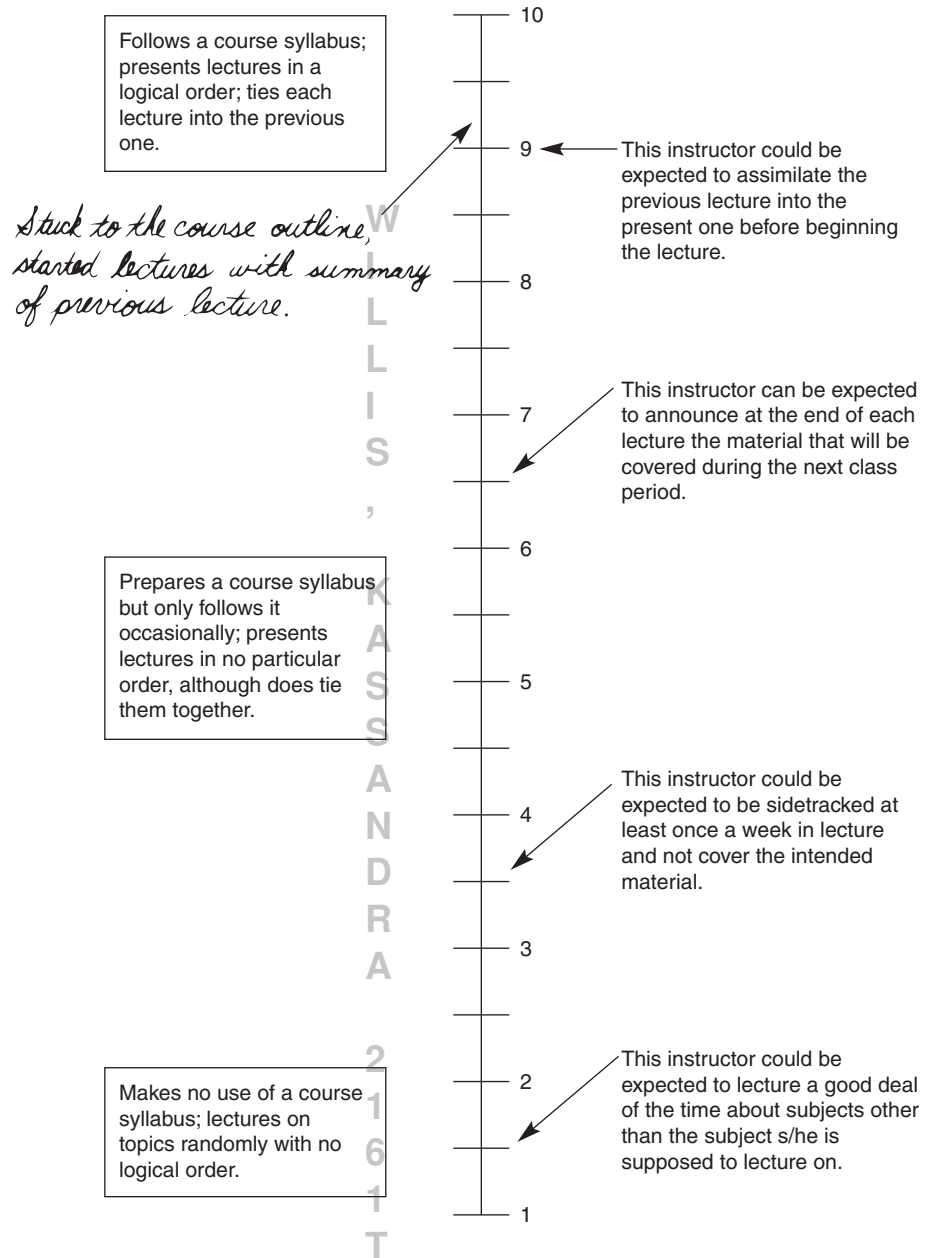 10
Follows a course syllabus;
presents lectures in a
logical order; ties each
lecture into the previous
one.
9
This instructor could be
expected to assimilate the
previous lecture into the
present one before beginning
the lecture.
Stuck to the course outline,
started lectures with summary
of previous lecture.
8
7
This instructor can be expected
to announce at the end of each
lecture the material that will be
covered during the next class
period.
6
Prepares a course syllabus
but only follows it
occasionally; presents
lectures in no particular
order, although does tie
them together.
5
4
This instructor could be
expected to be sidetracked at
least once a week in lecture
and not cover the intended
material.
3
2
This instructor could be
expected to lecture a good deal
of the time about subjects other
than the subject s/he is
supposed to lecture on.
Makes no use of a course
syllabus; lectures on
topics randomly with no
logical order.
1
WILLIS, KASSANDRA 2161T